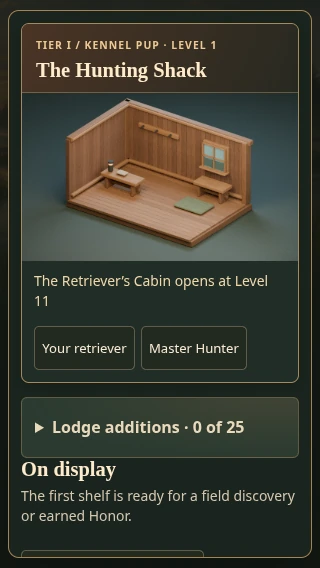 TIER I / KENNEL PUP · LEVEL 1
The Hunting Shack
The Retriever’s Cabin opens at Level
11
Your retriever
Master Hunter
▶ Lodge additions · 0 of 25
On display
The first shelf is ready for a field discovery
or earned Honor.